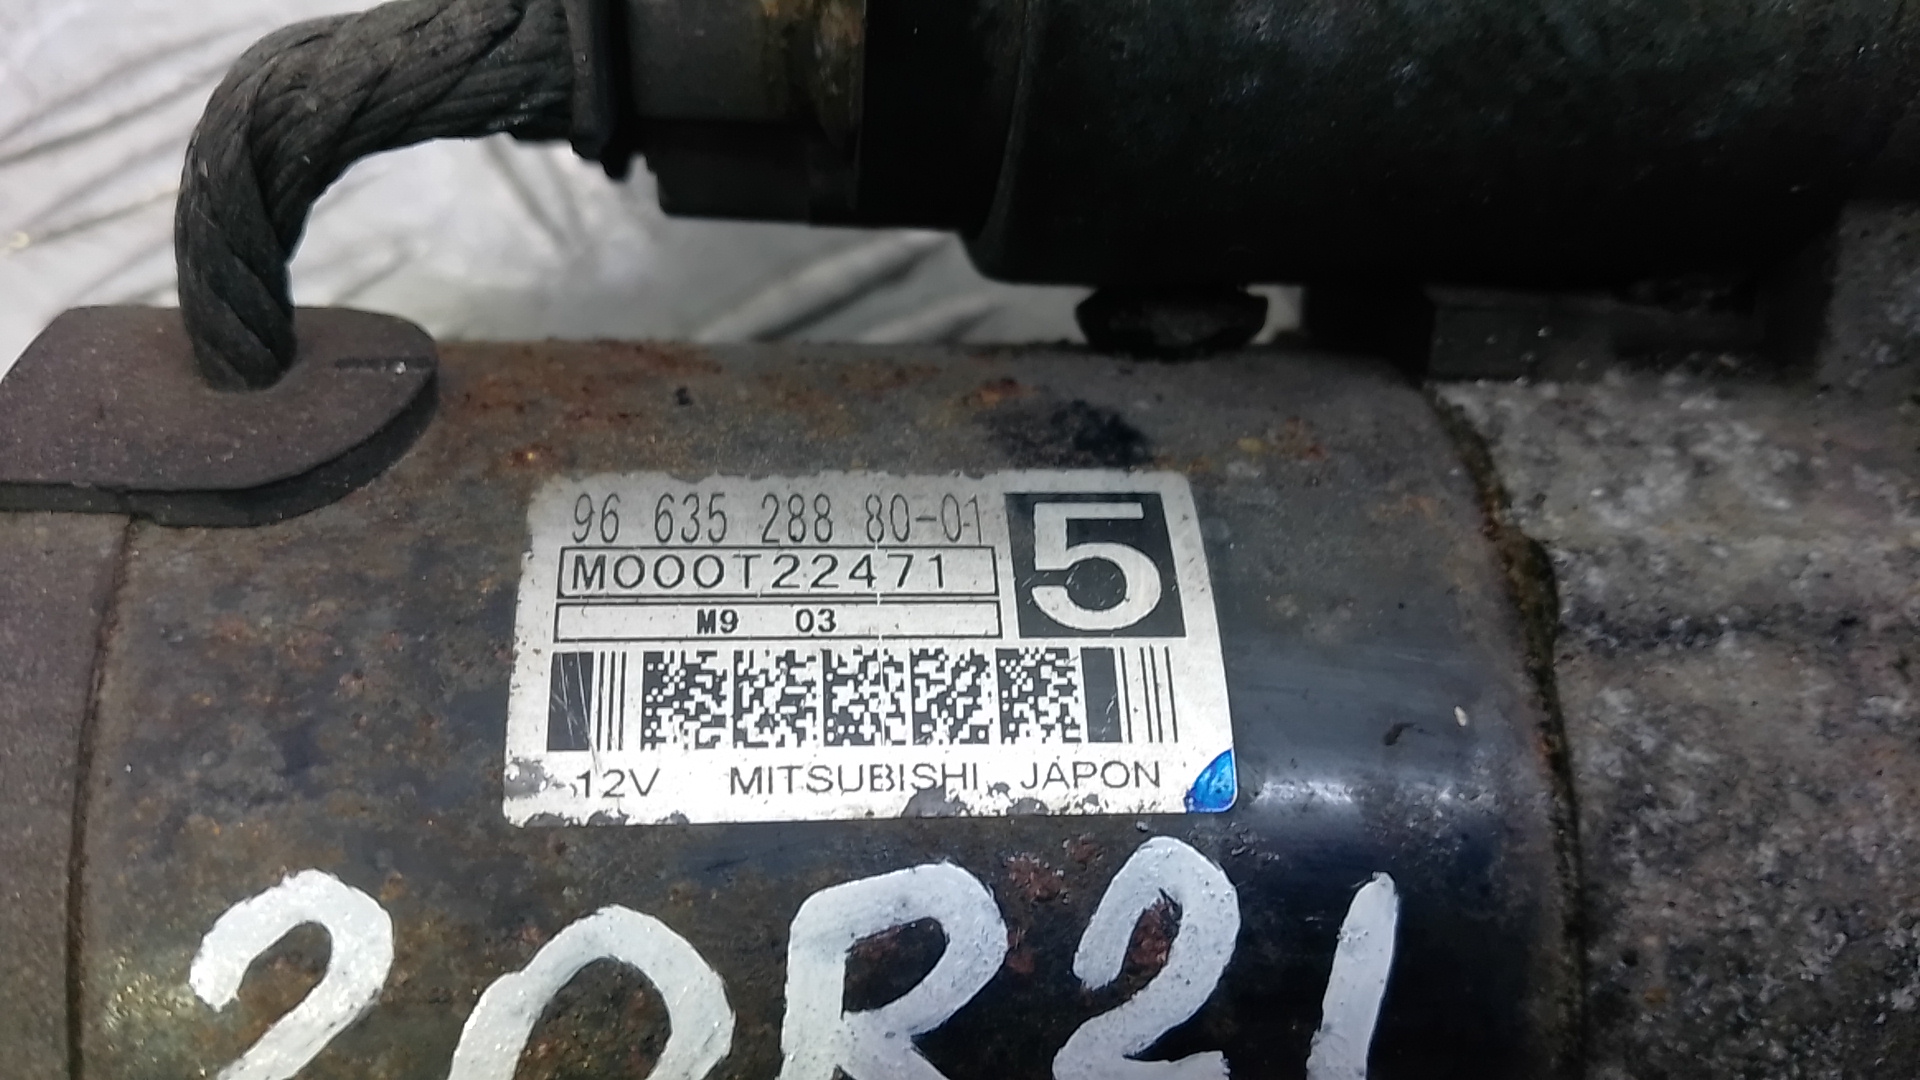 96 635 288 80-01
5
M000T22471
M9 03
12V MITSUBISHI JAPON
20R21